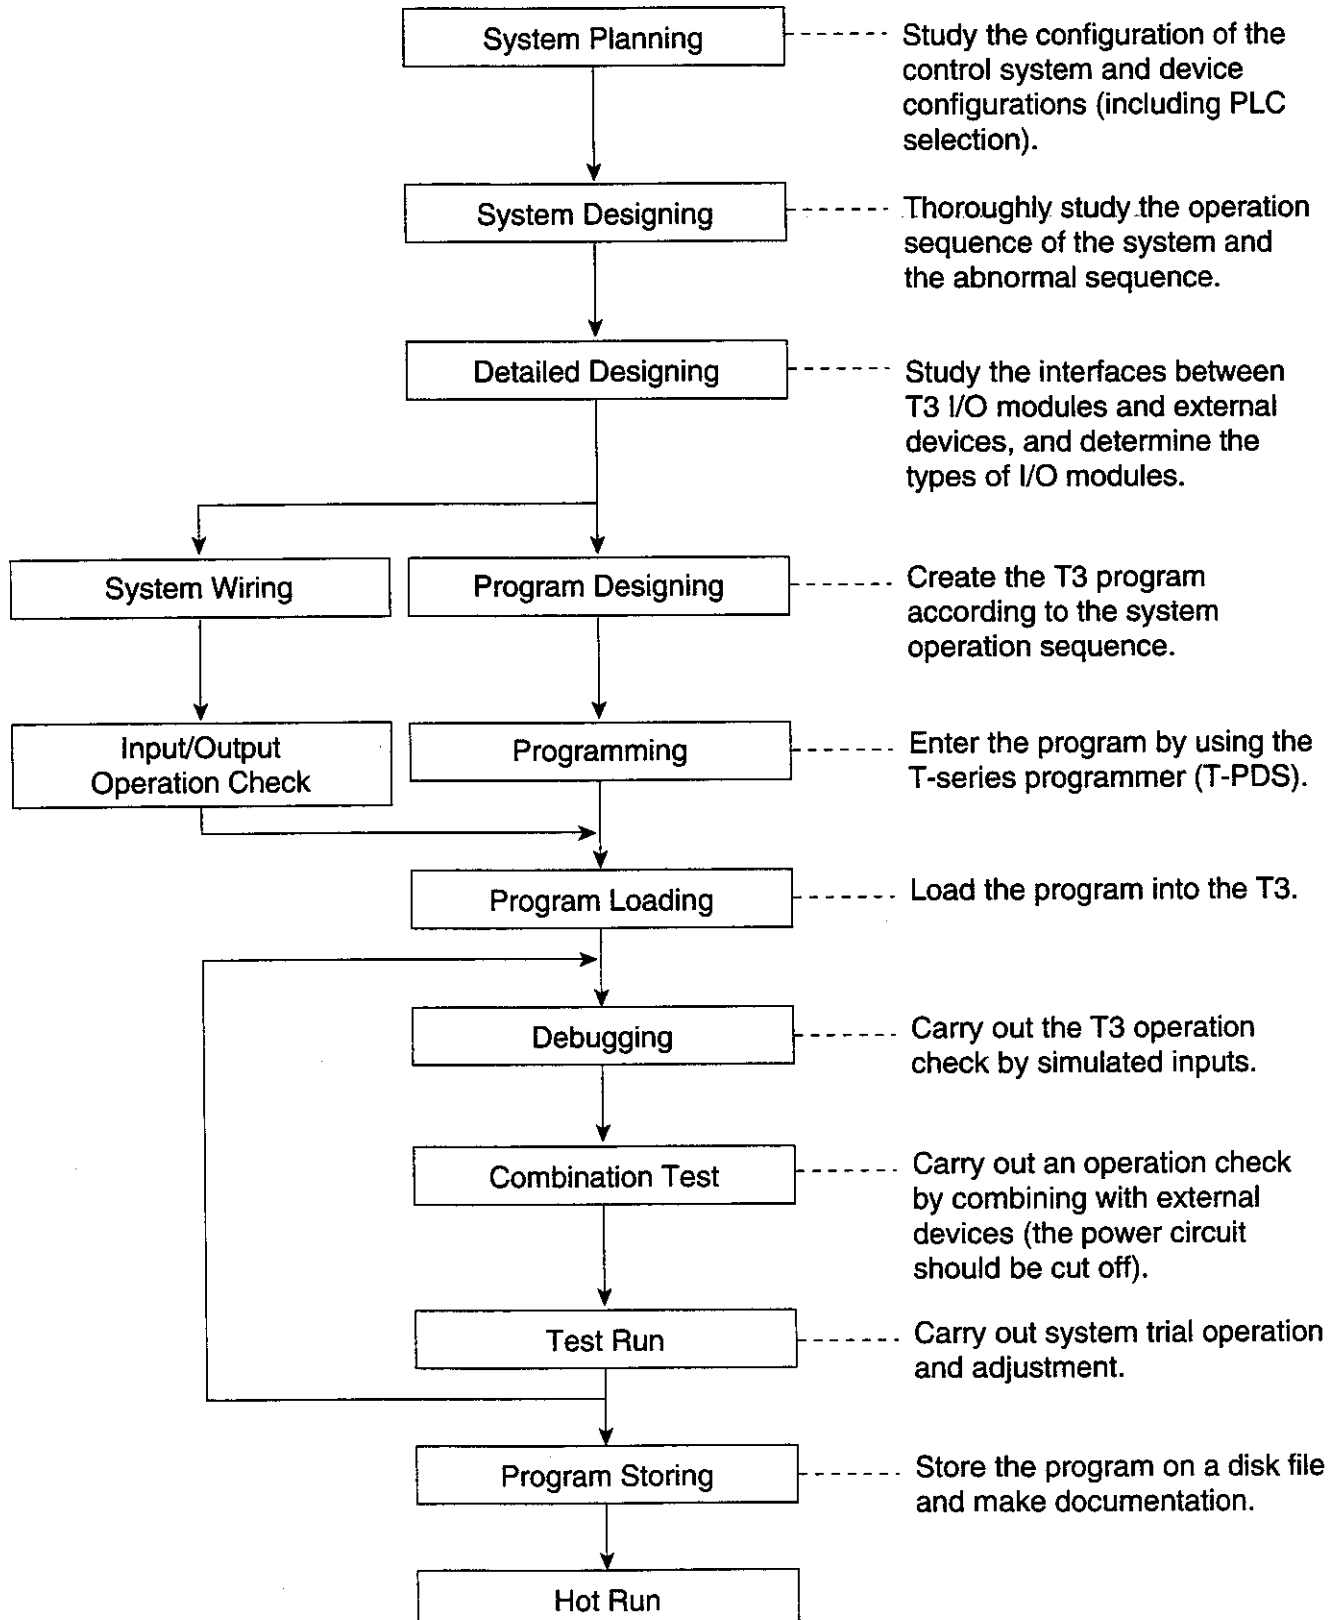 System Planning
Study the configuration of the
control system and device
configurations (including PLC
selection).
System Designing
Thoroughly study the operation
sequence of the system and
the abnormal sequence.
Detailed Designing
Study the interfaces between
T3 I/O modules and external
devices, and determine the
types of I/O modules.
System Wiring
Program Designing
Create the T3 program
according to the system
operation sequence.
Input/Output
Operation Check
Programming
Enter the program by using the
T-series programmer (T-PDS).
Program Loading
Load the program into the T3.
Debugging
Carry out the T3 operation
check by simulated inputs.
Combination Test
Carry out an operation check
by combining with external
devices (the power circuit
should be cut off).
Test Run
Carry out system trial operation
and adjustment.
Program Storing
Store the program on a disk file
and make documentation.
Hot Run